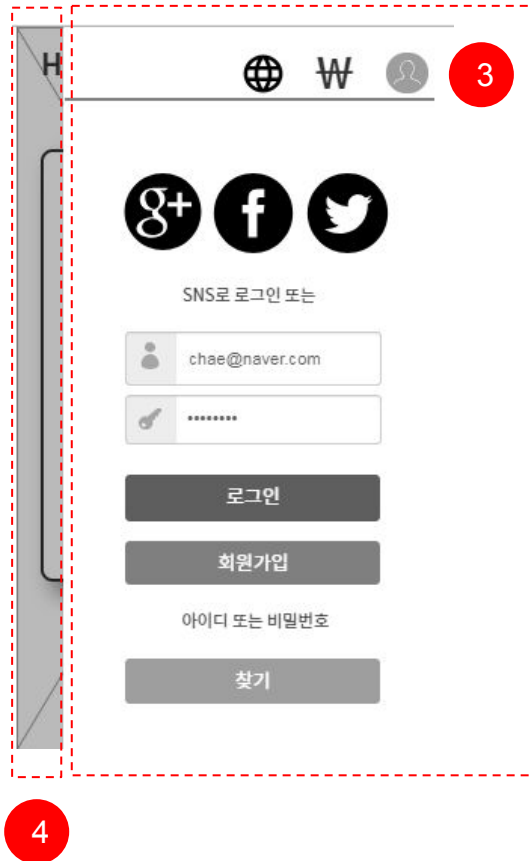 H
₩
3
g+
f
SNS로 로그인 또는
chae@naver.com
••••••••
로그인
회원가입
아이디 또는 비밀번호
찾기
4